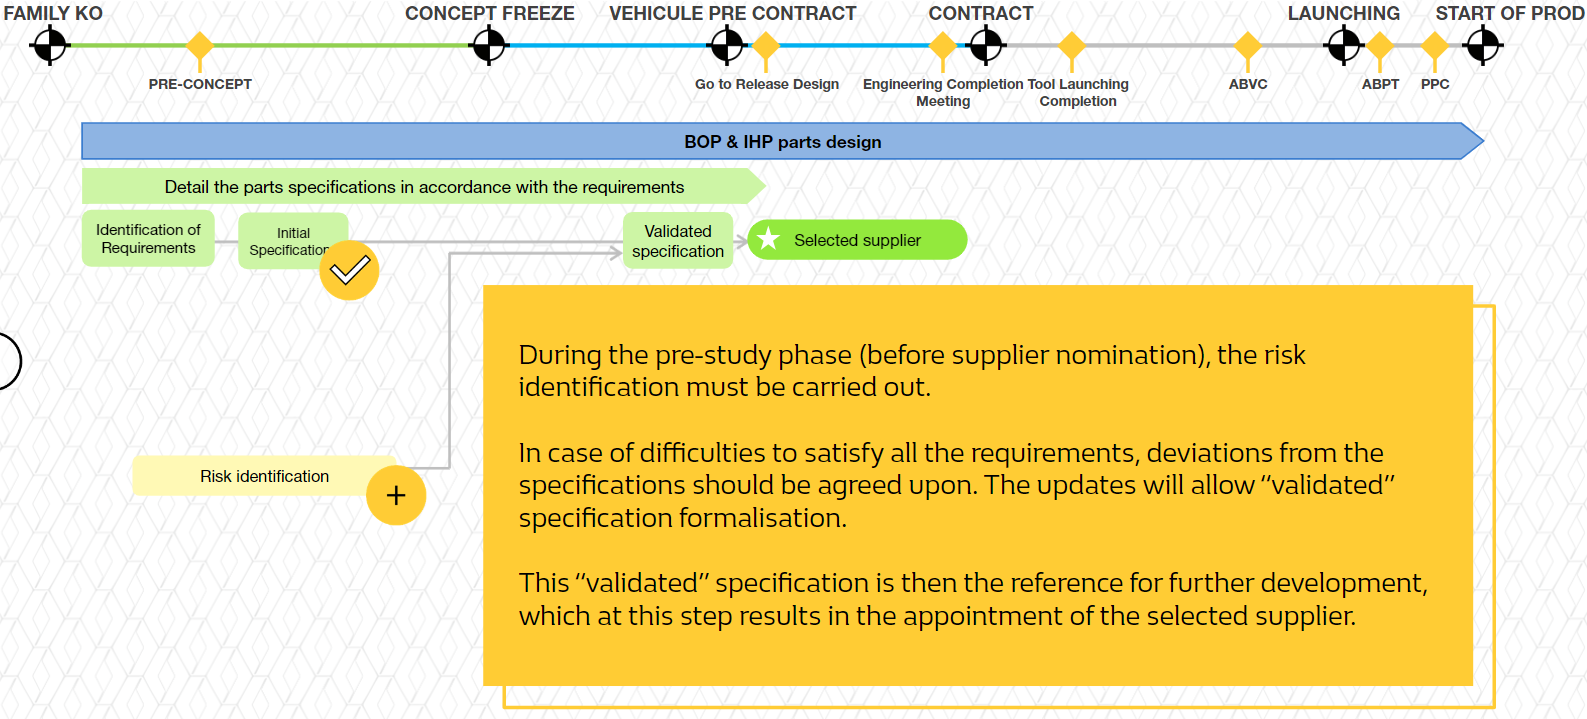 FAMILY KO
CONCEPT FREEZE
VEHICULE PRE CONTRACT
CONTRACT
LAUNCHING
START OF PROD
PRE-CONCEPT
Go to Release Design
Engineering Completion
Meeting
Tool Launching
Completion
ABVC
ABPT
PPC
BOP & IHP parts design
Detail the parts specifications in accordance with the requirements
Identification of
Requirements
Initial
Specification
Validated
specification
Selected supplier
During the pre-study phase (before supplier nomination), the risk
identification must be carried out.
In case of difficulties to satisfy all the requirements, deviations from the
specifications should be agreed upon. The updates will allow “validated”
specification formalisation.
This “validated” specification is then the reference for further development,
which at this step results in the appointment of the selected supplier.
Risk identification
+